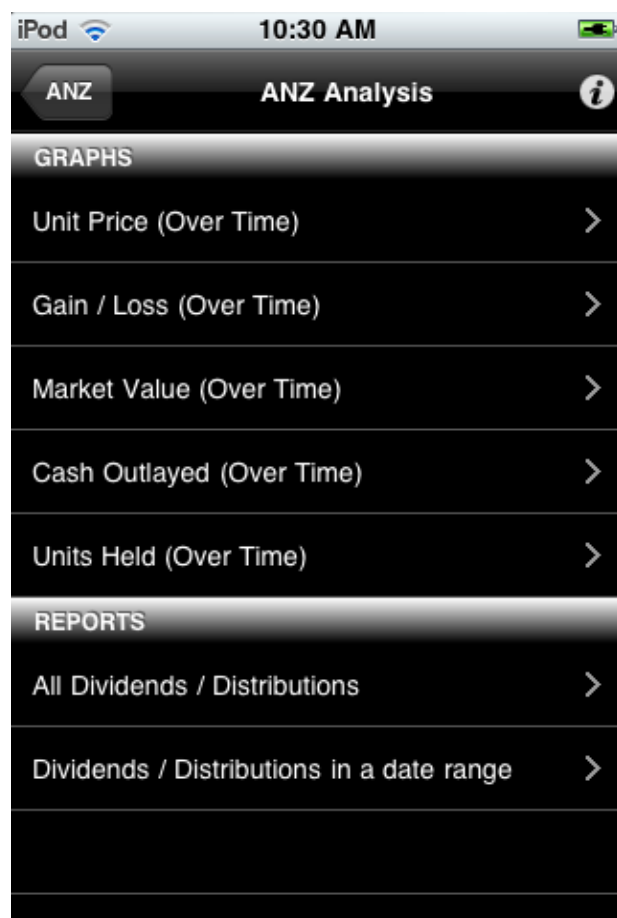 iPod 10:30 AM
ANZ ANZ Analysis i
GRAPHS
Unit Price (Over Time)
Gain / Loss (Over Time)
Market Value (Over Time)
Cash Outlayed (Over Time)
Units Held (Over Time)
REPORTS
All Dividends / Distributions
Dividends / Distributions in a date range